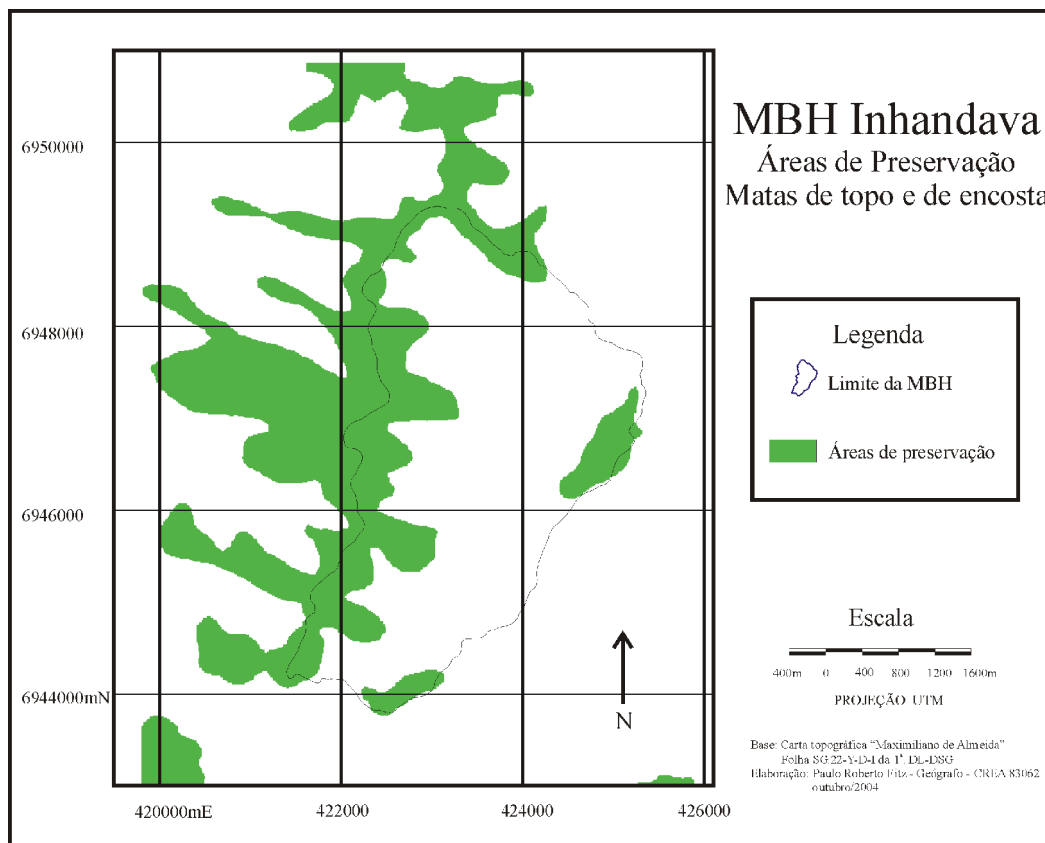 MBH Inhandava
Áreas de Preservação
Matas de topo e de encosta
6950000
6948000
6946000
6944000mN
420000mE
422000
424000
426000
N
Legenda
Limite da MBH
Áreas de preservação
Escala
400m 0 400 800 1200 1600m
PROJEÇÃO UTM
Base: Carta topográfica “Maximiliano de Almeida”
Folha SG.22-Y-D-I da 1ª. DL-DSG
Elaboração: Paulo Roberto Fitz - Geógrafo - CREA 83062
outubro/2004